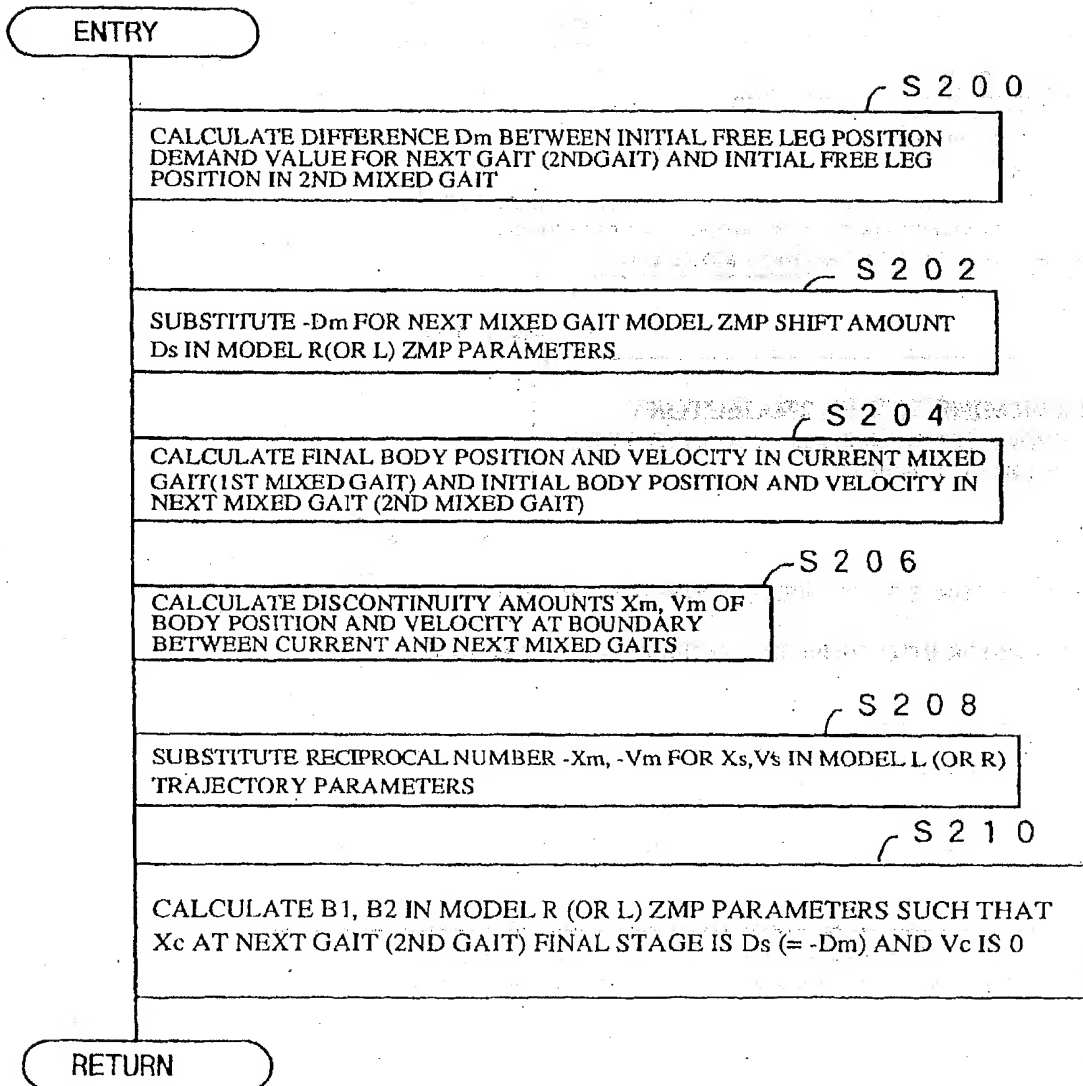 ENTRY
S200
CALCULATE DIFFERENCE Dm BETWEEN INITIAL FREE LEG POSITION
DEMAND VALUE FOR NEXT GAIT (2NDGAIT) AND INITIAL FREE LEG
POSITION IN 2ND MIXED GAIT
S202
SUBSTITUTE -Dm FOR NEXT MIXED GAIT MODEL ZMP SHIFT AMOUNT
Ds IN MODEL R(OR L) ZMP PARAMETERS
S204
CALCULATE FINAL BODY POSITION AND VELOCITY IN CURRENT MIXED
GAIT(1ST MIXED GAIT) AND INITIAL BODY POSITION AND VELOCITY IN
NEXT MIXED GAIT (2ND MIXED GAIT)
S206
CALCULATE DISCONTINUITY AMOUNTS Xm, Vm OF
BODY POSITION AND VELOCITY AT BOUNDARY
BETWEEN CURRENT AND NEXT MIXED GAITS
S208
SUBSTITUTE RECIPROCAL NUMBER -Xm, -Vm FOR Xs,Vs IN MODEL L (OR R)
TRAJECTORY PARAMETERS
S210
CALCULATE B1, B2 IN MODEL R (OR L) ZMP PARAMETERS SUCH THAT
Xc AT NEXT GAIT (2ND GAIT) FINAL STAGE IS Ds (= -Dm) AND Vc IS 0
RETURN